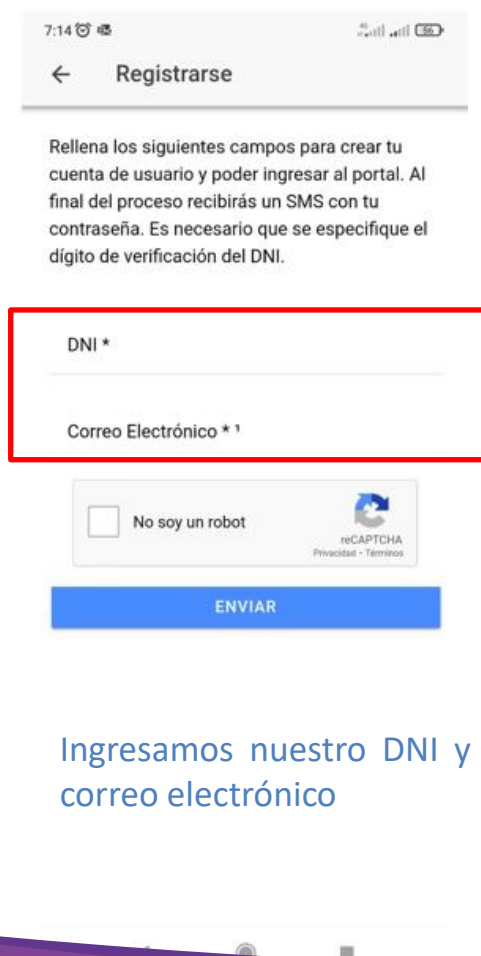 7:14
56
Registrarse
Rellena los siguientes campos para crear tu
cuenta de usuario y poder ingresar al portal. Al
final del proceso recibirás un SMS con tu
contraseña. Es necesario que se especifique el
dígito de verificación del DNI.
DNI *
Correo Electrónico * ¹
No soy un robot
reCAPTCHA
Privacidad - Términos
ENVIAR
Ingresamos nuestro DNI y
correo electrónico